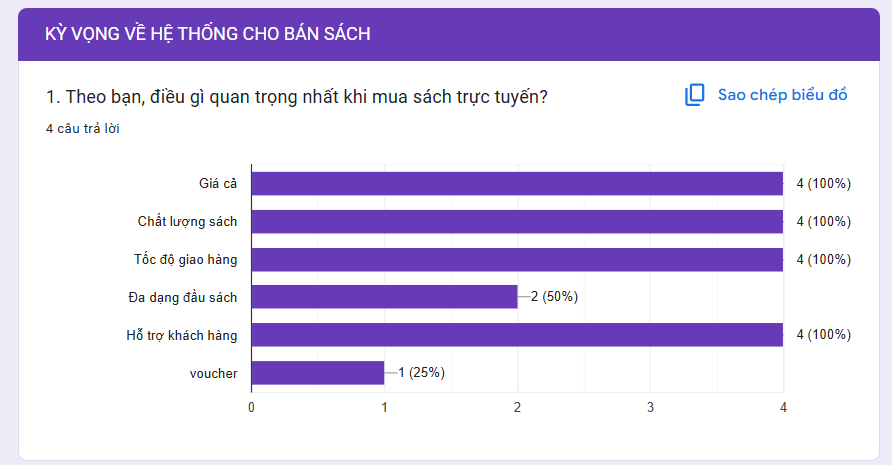 KỲ VỌNG VỀ HỆ THỐNG CHO BÁN SÁCH
1. Theo bạn, điều gì quan trọng nhất khi mua sách trực tuyến?
Sao chép biểu đồ
4 câu trả lời
Giá cả 4 (100%)
Chất lượng sách 4 (100%)
Tốc độ giao hàng 4 (100%)
Đa dạng đầu sách 2 (50%)
Hỗ trợ khách hàng 4 (100%)
voucher 1 (25%)
0 1 2 3 4